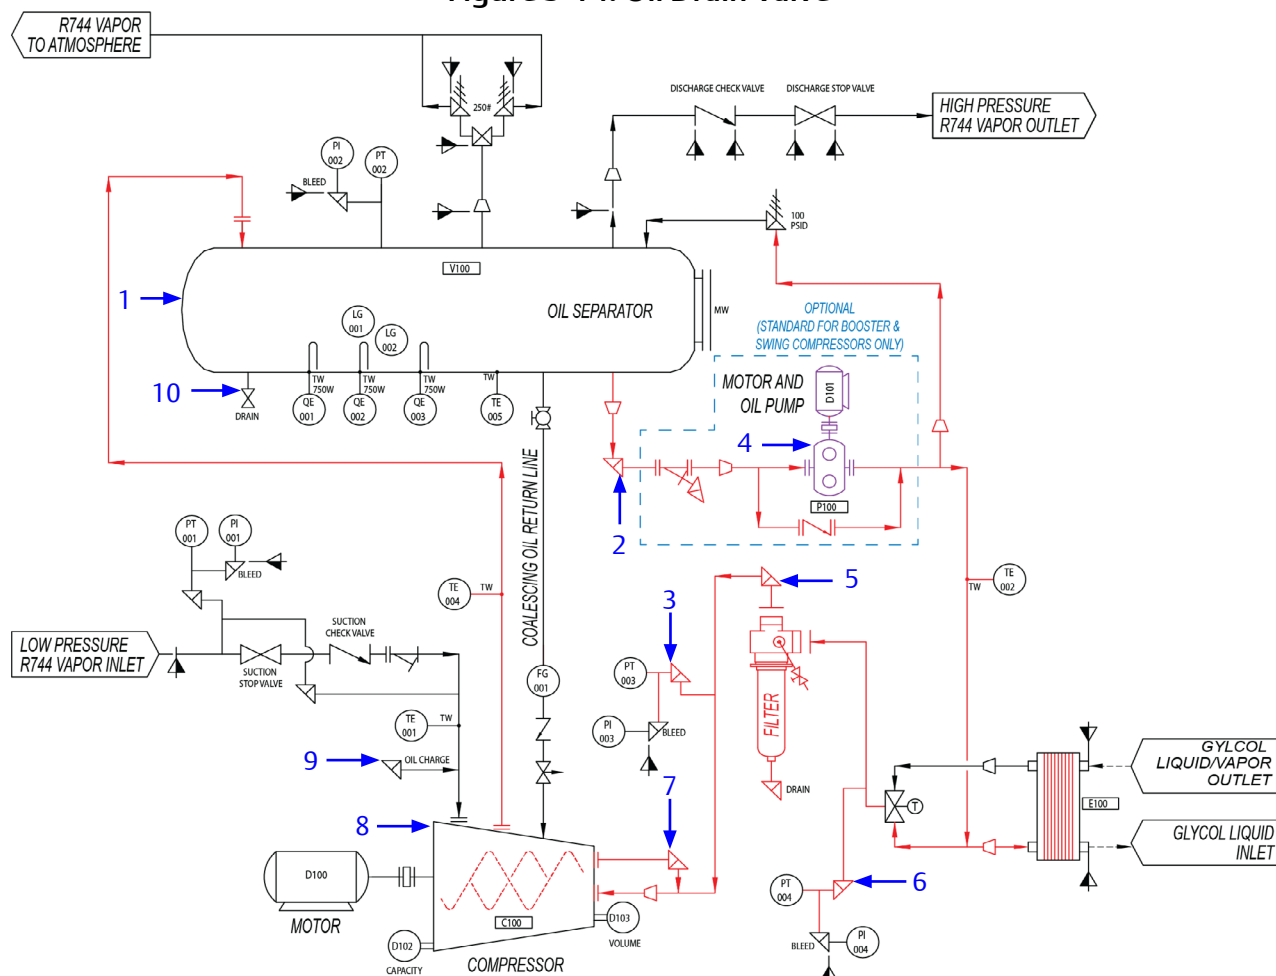 R744 VAPOR
TO ATMOSPHERE
250#
DISCHARGE CHECK VALVE
DISCHARGE STOP VALVE
HIGH PRESSURE
R744 VAPOR OUTLET
PI
002
PT
002
BLEED
100
PSID
V100
1
OIL SEPARATOR
MW
LG
001
LG
002
OPTIONAL
(STANDARD FOR BOOSTER &
SWING COMPRESSORS ONLY)
10
DRAIN
TW
750W
QE
001
TW
750W
QE
002
TW
750W
QE
003
TW
TE
005
MOTOR AND
OIL PUMP
D101
4
P100
2
COALESCING OIL RETURN LINE
PT
001
PI
001
BLEED
TE
004
TW
TE
002
TW
5
3
LOW PRESSURE
R744 VAPOR INLET
SUCTION
STOP VALVE
SUCTION
CHECK VALVE
FG
001
PT
003
PI
003
BLEED
FILTER
DRAIN
TE
001
TW
9
OIL CHARGE
GYLCOL
LIQUID/VAPOR
OUTLET
T
E100
GLYCOL LIQUID
INLET
7
8
D100
MOTOR
C100
D103
VOLUME
D102
CAPACITY
COMPRESSOR
6
PT
004
BLEED
PI
004